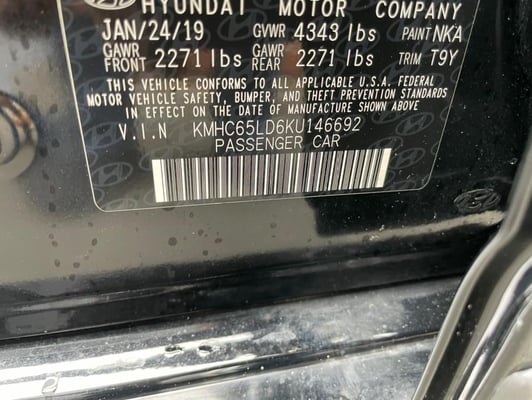 HYUNDAI MOTOR COMPANY
JAN/24/19 GVWR 4343 lbs PAINT NKA
GAWR FRONT 2271 lbs GAWR REAR 2271 lbs TRIM T9Y
THIS VEHICLE CONFORMS TO ALL APPLICABLE U.S.A. FEDERAL
MOTOR VEHICLE SAFETY, BUMPER, AND THEFT PREVENTION STANDARDS
IN EFFECT ON THE DATE OF MANUFACTURE SHOWN ABOVE.
V.I.N KMHC65LD6KU146692
PASSENGER CAR